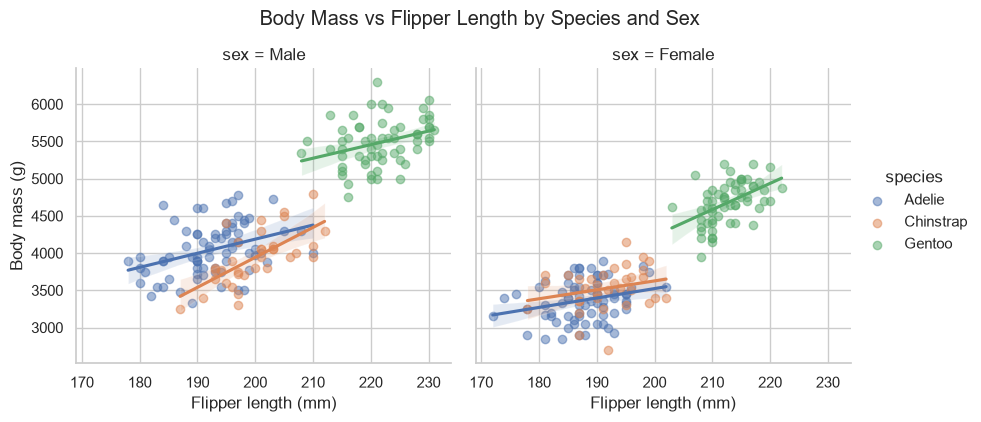 Body Mass vs Flipper Length by Species and Sex
sex = Male
sex = Female
6000
5500
5000
4500
4000
3500
3000
Body mass (g)
170 180 190 200 210 220 230
170 180 190 200 210 220 230
Flipper length (mm)
Flipper length (mm)
species
Adelie
Chinstrap
Gentoo